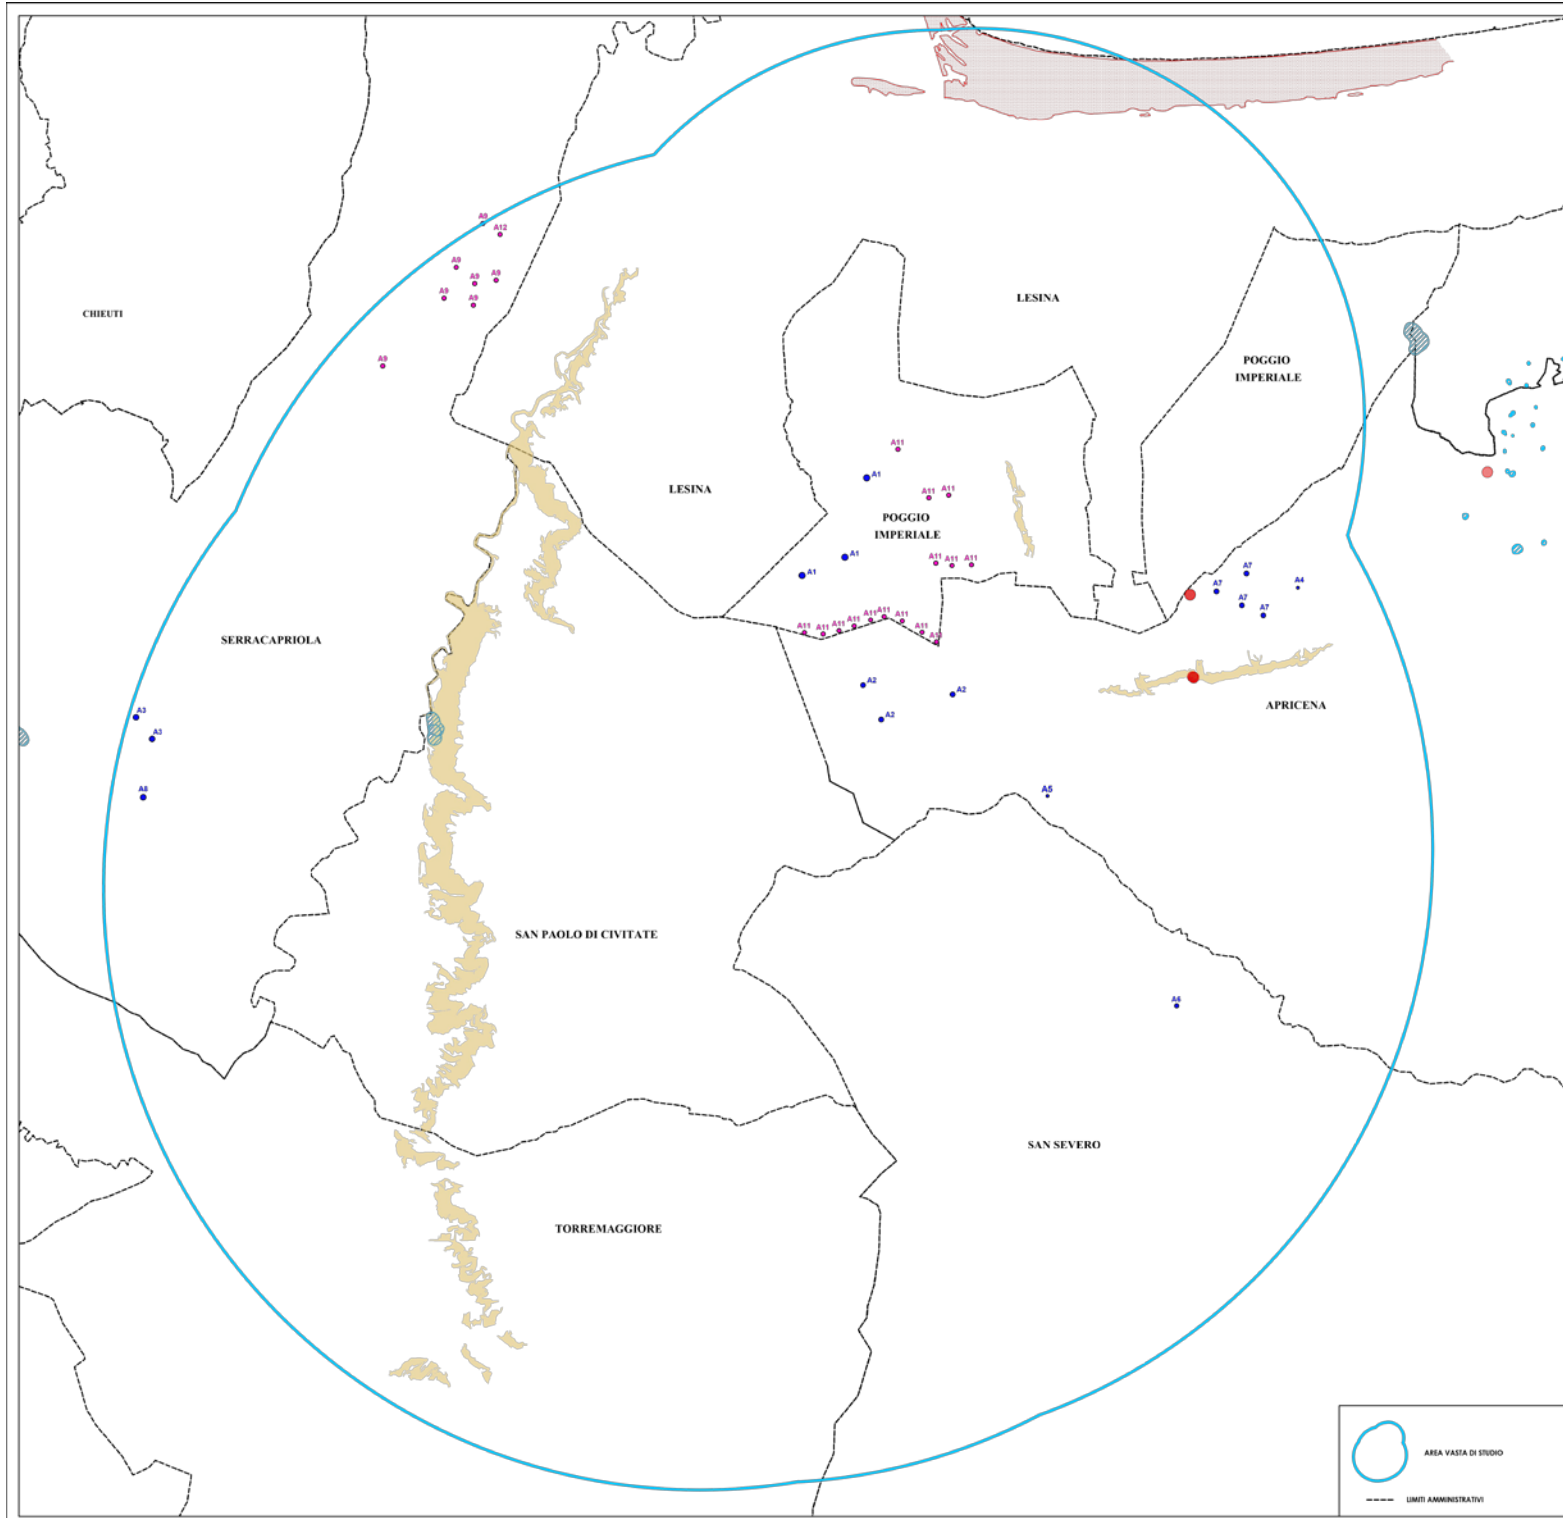 A9
A12
A9
A9
A9
A9
A9
LESINA
CHIEUTI
POGGIO
IMPERIALE
A9
A11
A1
LESINA
A11
A11
POGGIO
IMPERIALE
A1
A11
A11
A11
A1
A7
A7
A4
A7
A7
A11
A11
A11
A11
A11
A11
A11
A11
SERRACAPRIOLA
A2
A2
A2
APRICENA
A3
A3
A8
A5
SAN PAOLO DI CIVITATE
A6
SAN SEVERO
TORREMAGGIORE
AREA VASTA DI STUDIO
LIMITI AMMINISTRATIVI